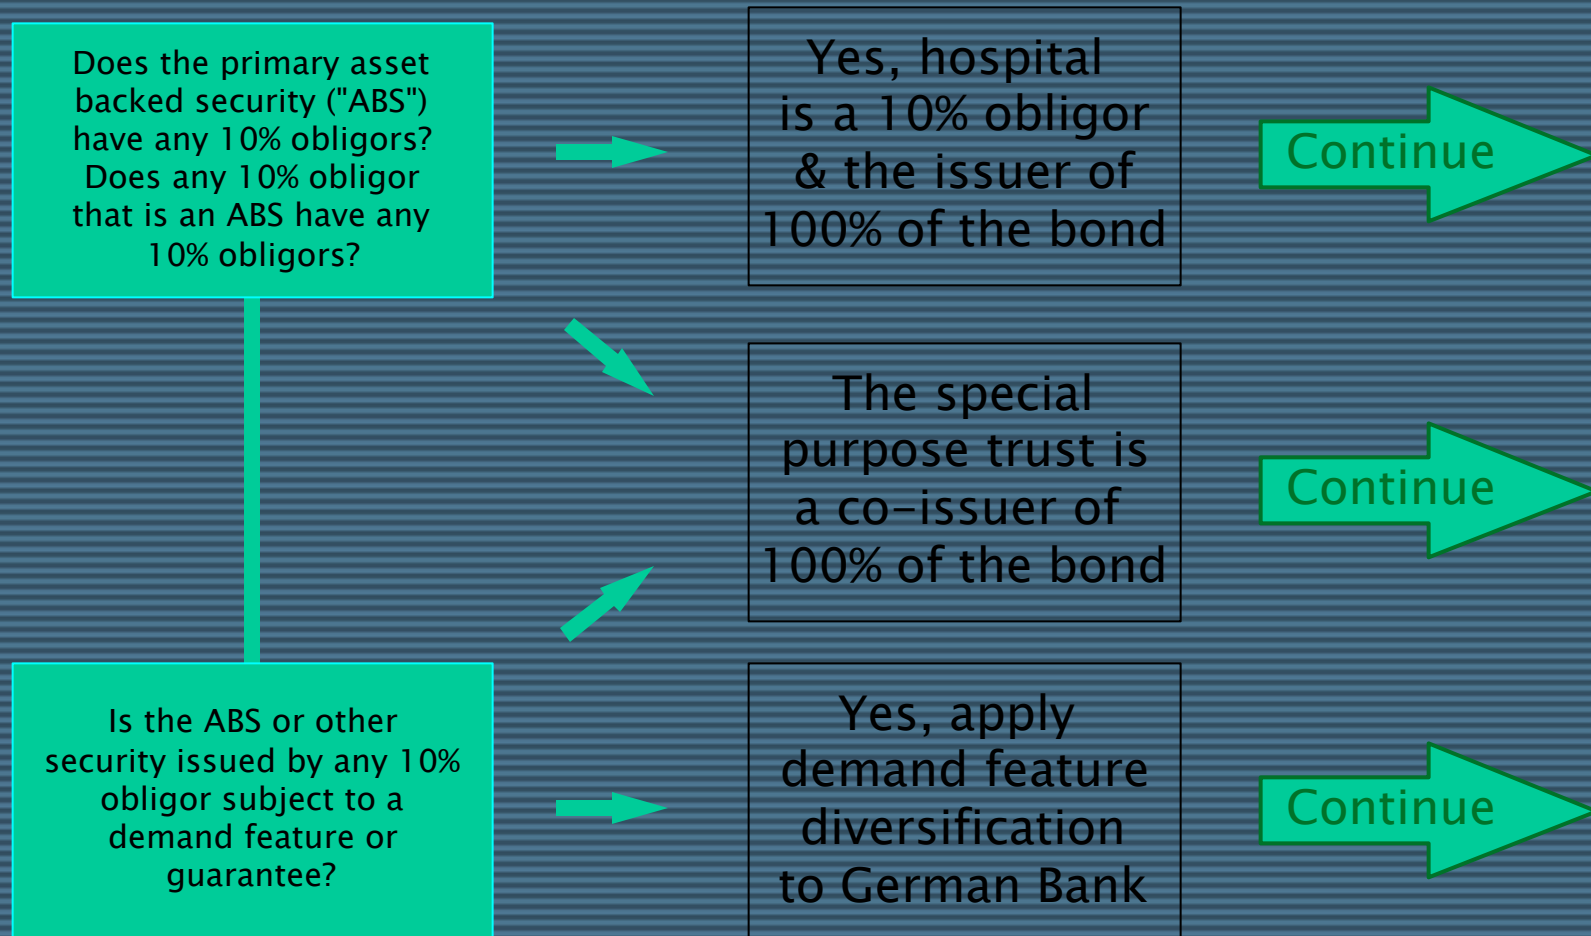 Does the primary asset
backed security ("ABS")
have any 10% obligors?
Does any 10% obligor
that is an ABS have any
10% obligors?
Yes, hospital
is a 10% obligor
& the issuer of
100% of the bond
Continue
The special
purpose trust is
a co-issuer of
100% of the bond
Continue
Is the ABS or other
security issued by any 10%
obligor subject to a
demand feature or
guarantee?
Yes, apply
demand feature
diversification
to German Bank
Continue